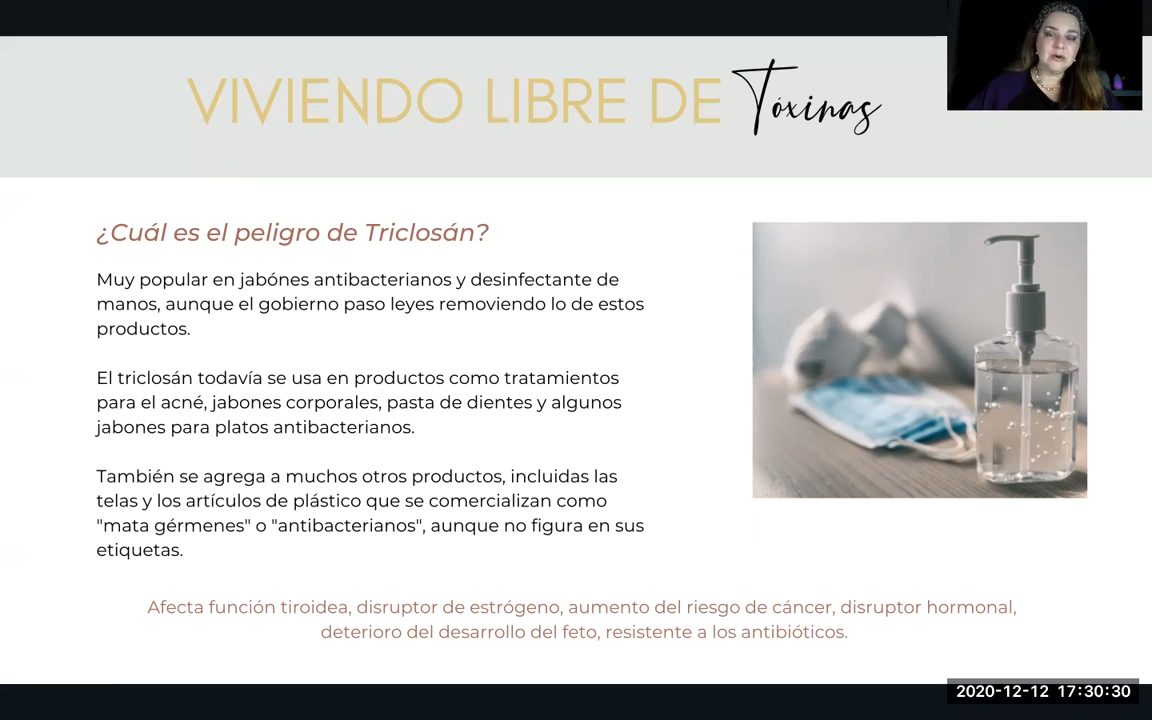 VIVIENDO LIBRE DE Tóxinas
¿Cuál es el peligro de Triclosán?
Muy popular en jabónes antibacterianos y desinfectante de
manos, aunque el gobierno paso leyes removiendo lo de estos
productos.
El triclosán todavía se usa en productos como tratamientos
para el acné, jabones corporales, pasta de dientes y algunos
jabones para platos antibacterianos.
También se agrega a muchos otros productos, incluidas las
telas y los artículos de plástico que se comercializan como
"mata gérmenes" o "antibacterianos", aunque no figura en sus
etiquetas.
Afecta función tiroidea, disruptor de estrógeno, aumento del riesgo de cáncer, disruptor hormonal,
deterioro del desarrollo del feto, resistente a los antibióticos.
2020-12-12 17:30:30